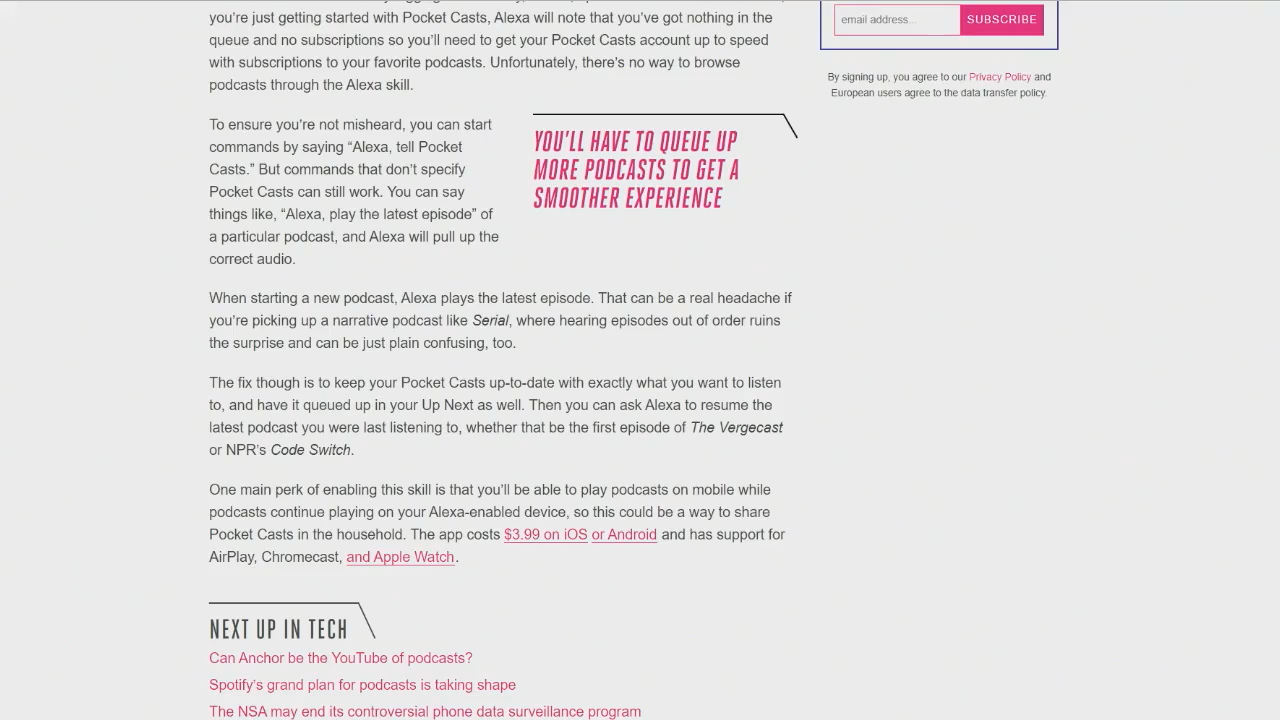 you're just getting started with Pocket Casts, Alexa will note that you've got nothing in the
queue and no subscriptions so you'll need to get your Pocket Casts account up to speed
with subscriptions to your favorite podcasts. Unfortunately, there's no way to browse
podcasts through the Alexa skill.
To ensure you're not misheard, you can start
commands by saying “Alexa, tell Pocket
Casts.” But commands that don't specify
Pocket Casts can still work. You can say
things like, “Alexa, play the latest episode” of
a particular podcast, and Alexa will pull up the
correct audio.
YOU'LL HAVE TO QUEUE UP
MORE PODCASTS TO GET A
SMOOTHER EXPERIENCE
When starting a new podcast, Alexa plays the latest episode. That can be a real headache if
you're picking up a narrative podcast like Serial, where hearing episodes out of order ruins
the surprise and can be just plain confusing, too.
The fix though is to keep your Pocket Casts up-to-date with exactly what you want to listen
to, and have it queued up in your Up Next as well. Then you can ask Alexa to resume the
latest podcast you were last listening to, whether that be the first episode of The Vergecast
or NPR's Code Switch.
One main perk of enabling this skill is that you'll be able to play podcasts on mobile while
podcasts continue playing on your Alexa-enabled device, so this could be a way to share
Pocket Casts in the household. The app costs $3.99 on iOS or Android and has support for
AirPlay, Chromecast, and Apple Watch.
NEXT UP IN TECH
Can Anchor be the YouTube of podcasts?
Spotify's grand plan for podcasts is taking shape
The NSA may end its controversial phone data surveillance program
email address...
SUBSCRIBE
By signing up, you agree to our Privacy Policy and
European users agree to the data transfer policy.